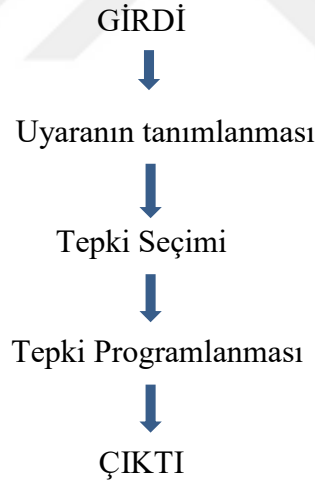 GİRDİ
Uyaranın tanımlanması
Tepki Seçimi
Tepki Programlanması
ÇIKTI